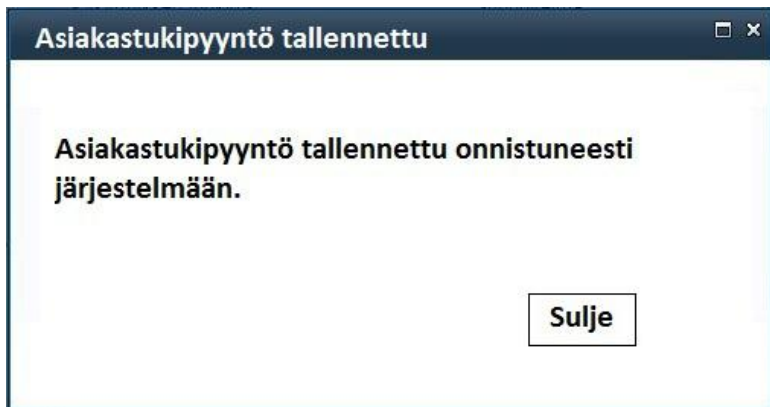 Asiakastukipyyntö tallennettu
Asiakastukipyyntö tallennettu onnistuneesti
järjestelmään.
Sulje